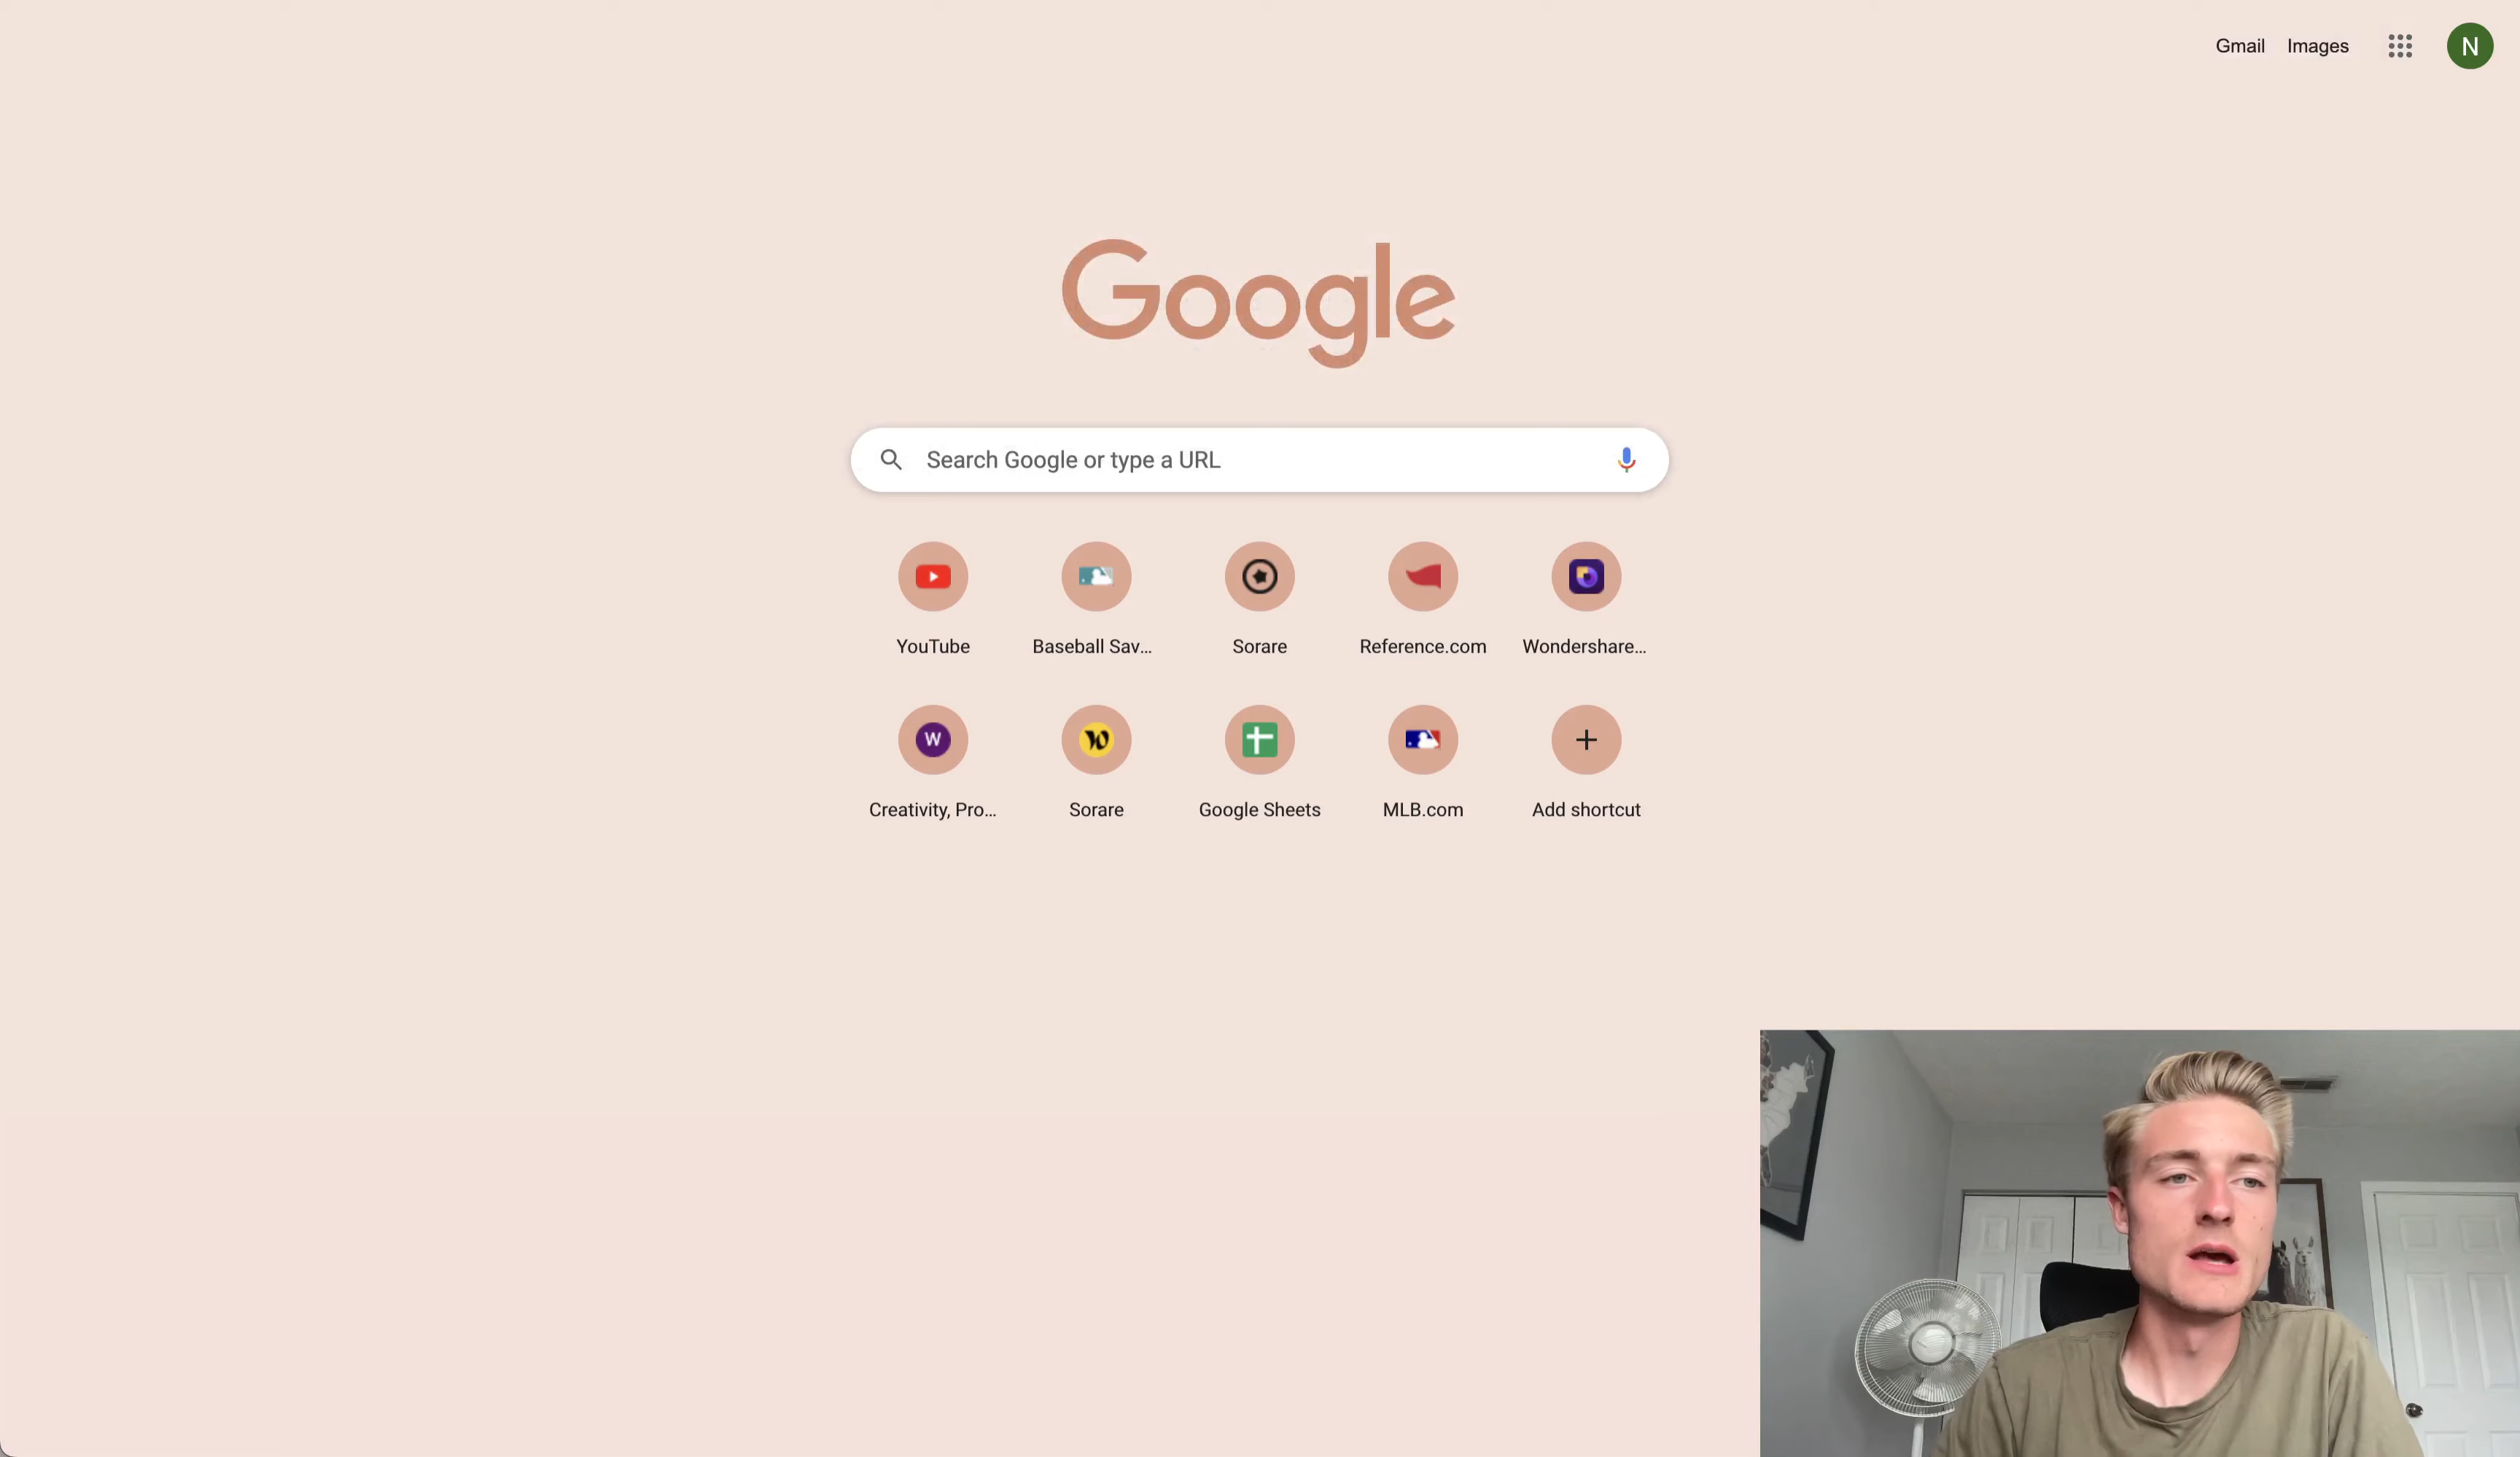 Gmail Images N
Google
Search Google or type a URL
YouTube Baseball Sav... Sorare Reference.com Wondershare...
W
Creativity, Pro... Sorare Google Sheets MLB.com Add shortcut